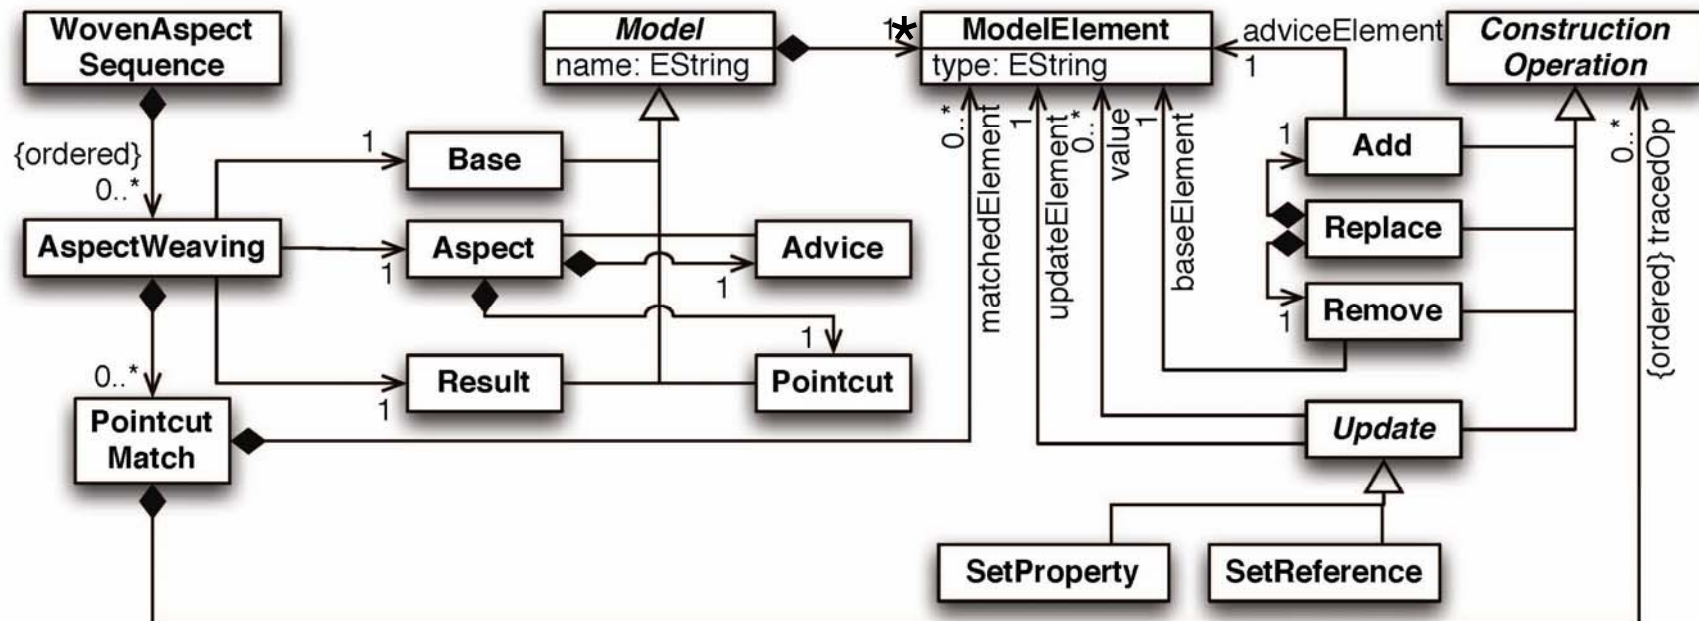 WovenAspect
Sequence
Model
name: EString
1*
ModelElement
type: EString
adviceElement
1
Construction
Operation
{ordered}
0..*
1
Base
0..*
matchedElement
1
updateElement
0..*
value
1
baseElement
1
Add
0..*
{ordered} tracedOp
AspectWeaving
1
Aspect
1
Advice
Replace
1
Remove
0..*
1
Result
1
Pointcut
Pointcut
Match
Update
SetProperty
SetReference